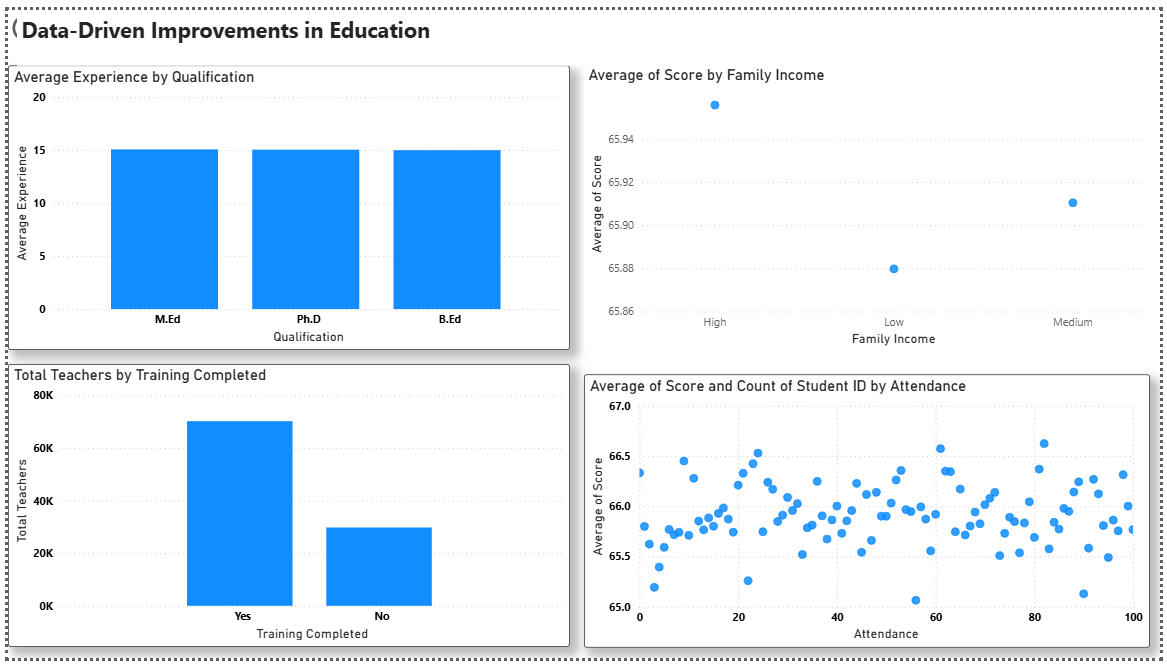 Data-Driven Improvements in Education
Average Experience by Qualification
20
15
10
5
0
Average Experience
M.Ed Ph.D B.Ed
Qualification
Average of Score by Family Income
65.94
65.92
65.90
65.88
65.86
Average of Score
High Low Medium
Family Income
Total Teachers by Training Completed
80K
60K
40K
20K
0K
Total Teachers
Yes No
Training Completed
Average of Score and Count of Student ID by Attendance
67.0
66.5
66.0
65.5
65.0
Average of Score
0 20 40 60 80 100
Attendance